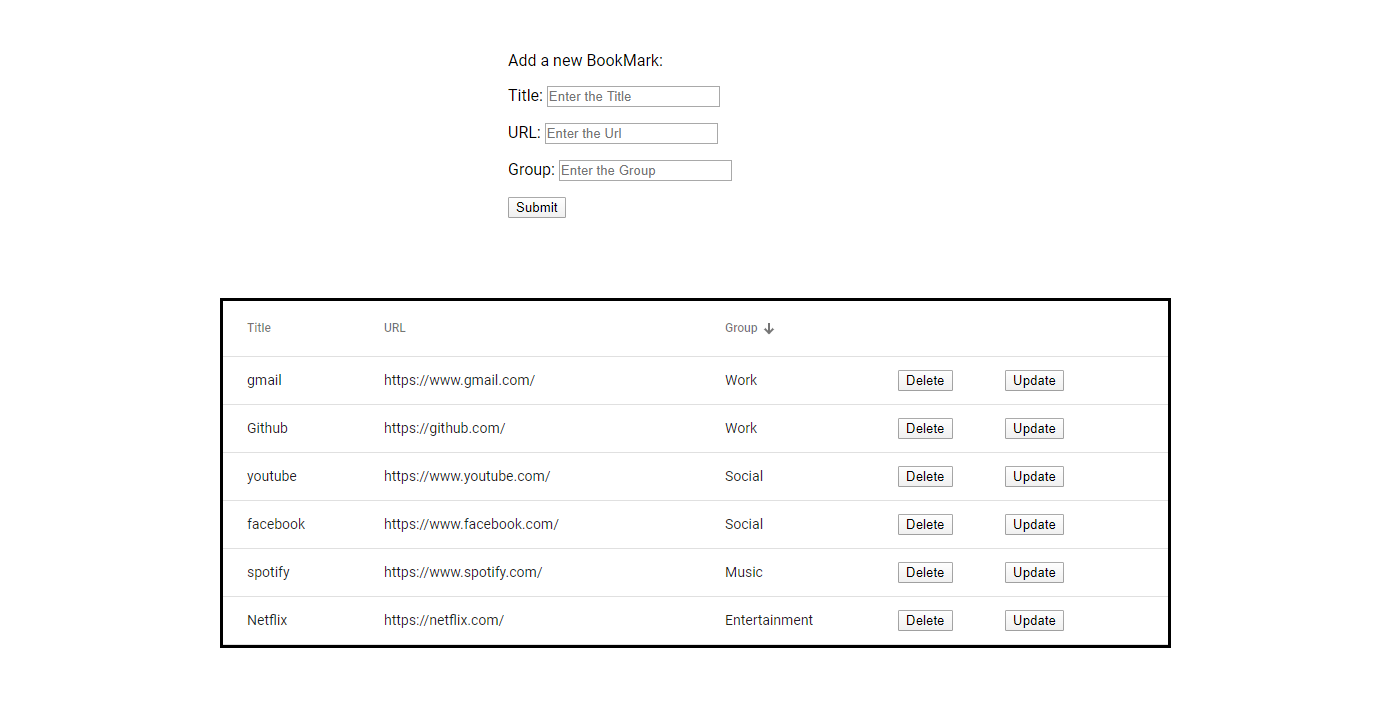 Add a new BookMark:
Title: Enter the Title
URL: Enter the Url
Group: Enter the Group
Submit
Title URL Group
gmail https://www.gmail.com/ Work Delete Update
Github https://github.com/ Work Delete Update
youtube https://www.youtube.com/ Social Delete Update
facebook https://www.facebook.com/ Social Delete Update
spotify https://www.spotify.com/ Music Delete Update
Netflix https://netflix.com/ Entertainment Delete Update